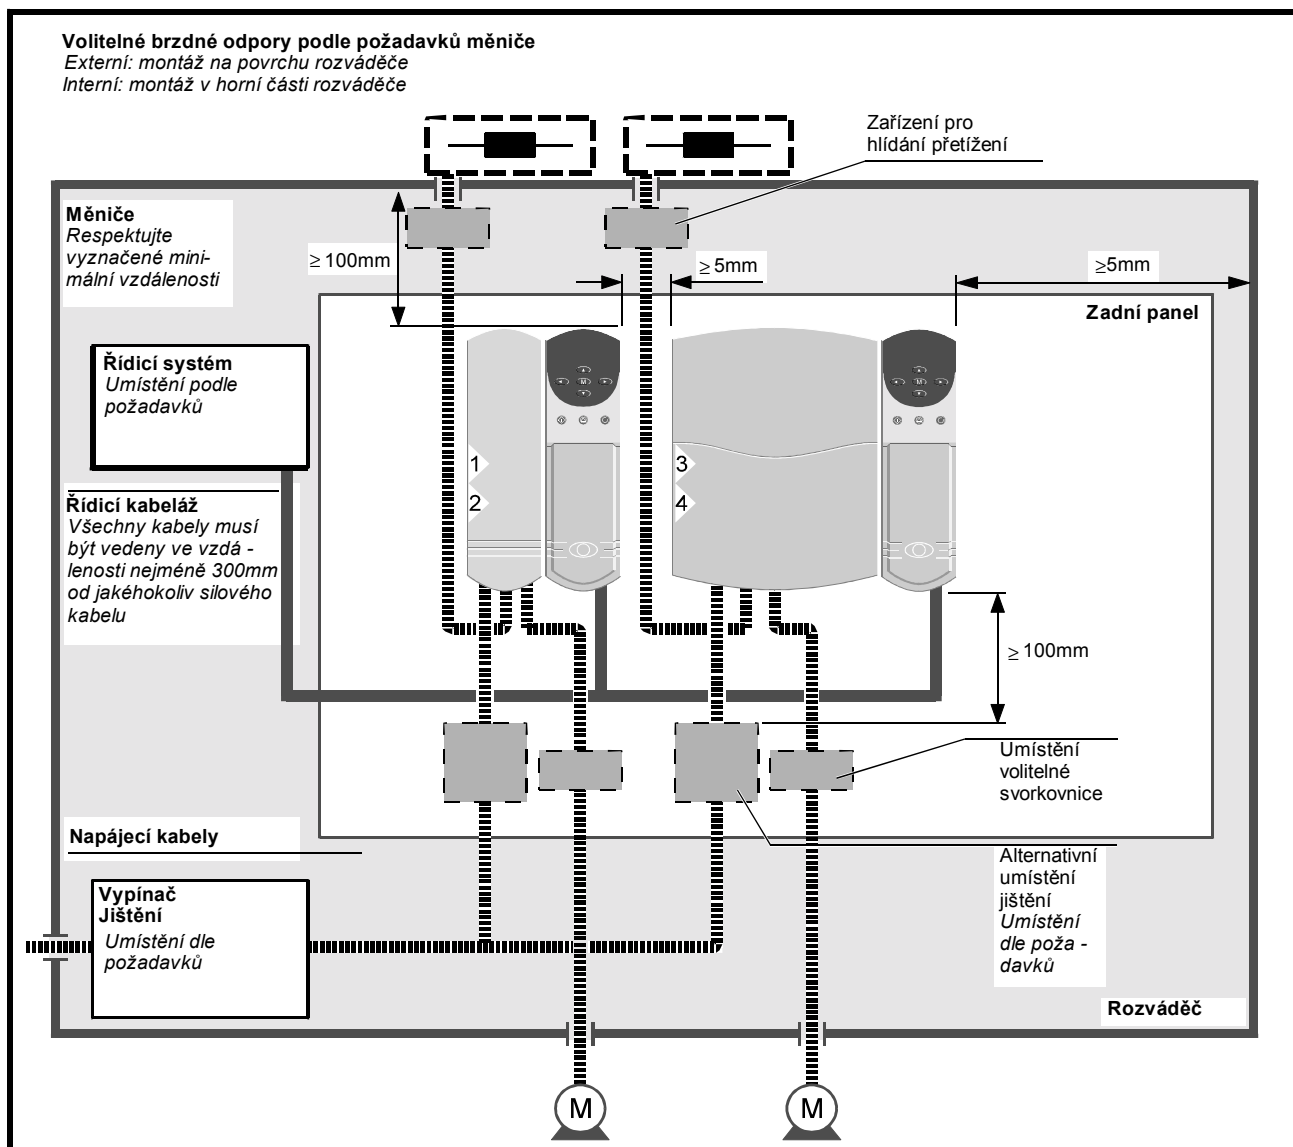 Volitelné brzdné odpory podle požadavků měniče
Externí: montáž na povrchu rozváděče
Interní: montáž v horní části rozváděče
Zařízení pro
hlídání přetížení
Měniče
Respektujte
vyznačené mini-
mální vzdálenosti
≥ 100mm
≥ 5mm
≥5mm
Zadní panel
Řídicí systém
Umístění podle
požadavků
M
M
1
2
3
4
Řídicí kabeláž
Všechny kabely musí
být vedeny ve vzdá -
lenosti nejméně 300mm
od jakéhokoliv silového
kabelu
≥ 100mm
Umístění
volitelné
svorkovnice
Napájecí kabely
Alternativní
umístění
jištění
Umístění
dle poža -
davků
Vypínač
Jištění
Umístění dle
požadavků
Rozváděč
M
M